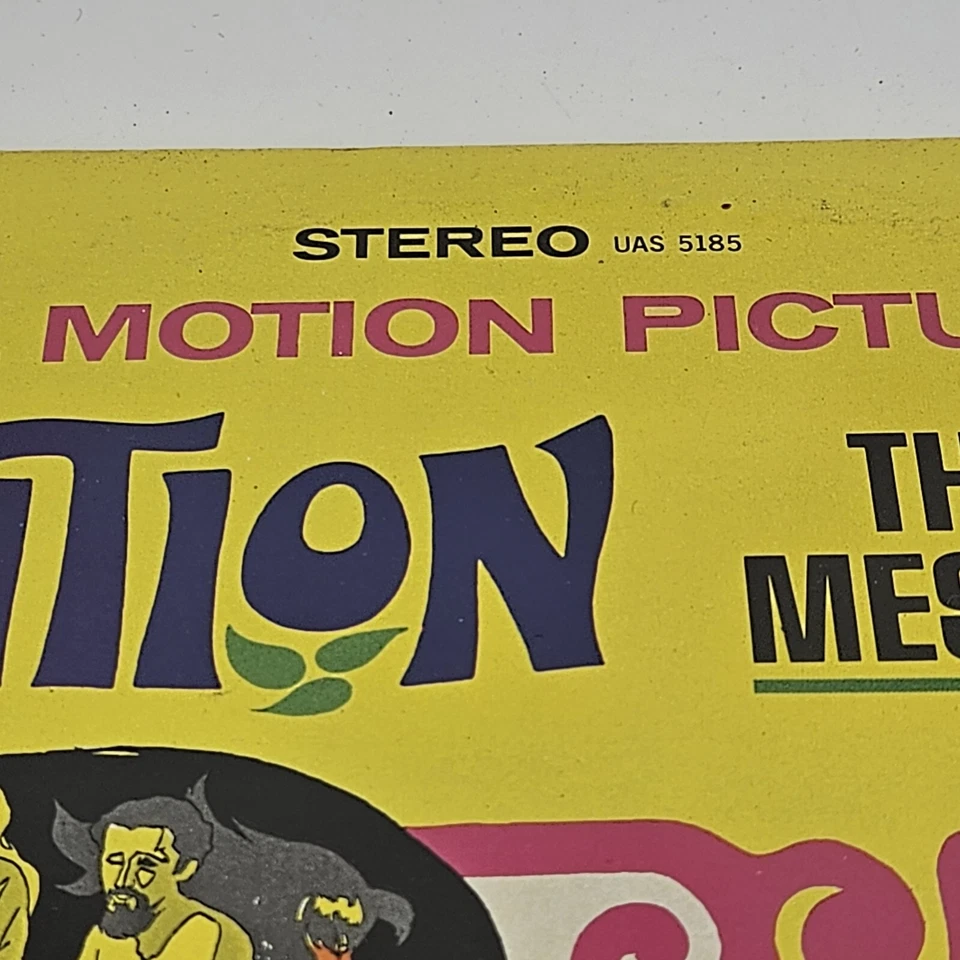 STEREO UAS 5185
MOTION PICTU
TION
TH
MES